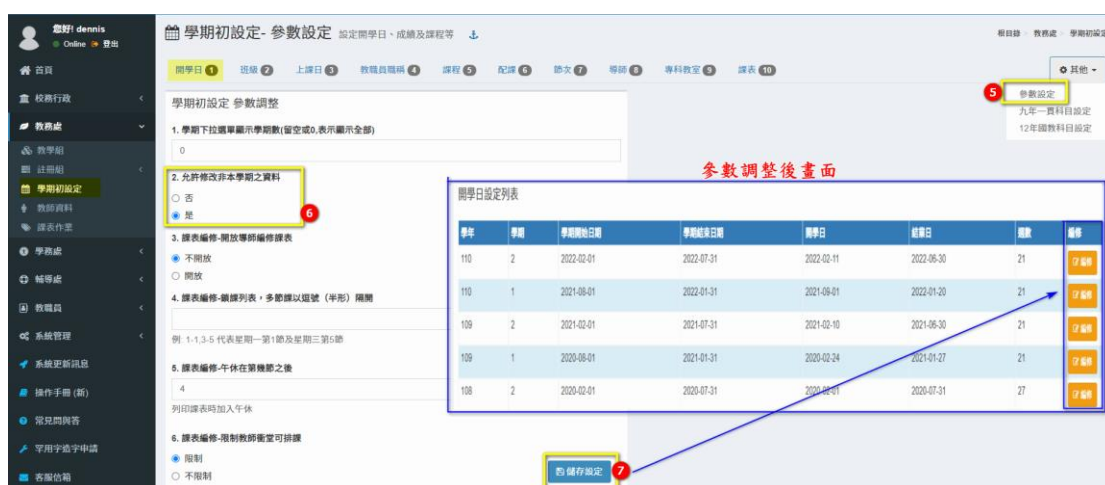 您好! dennis
Online 登出
首頁
校務行政
教務處
教學組
註冊組
學期初設定
教師資料
課表作業
學務處
輔導處
教職員
系統管理
系統更新訊息
操作手冊 (新)
常見問與答
罕用字造字申請
客服信箱
學期初設定- 參數設定 設定開學日、成績及課程等
根目錄 教務處 學期初設定
開學日 1 班級 2 上課日 3 教職員職稱 4 課程 5 配課 6 節次 7 導師 8 專科教室 9 課表 10 其他
5 參數設定
九年一貫科目設定
12年國教科目設定
學期初設定 參數調整
1. 學期下拉選單顯示學期數(留空或0,表示顯示全部)
0
2. 允許修改非本學期之資料
否
是
6
3. 課表編修-開放導師編修課表
不開放
開放
4. 課表編修-鎖課列表，多節課以逗號（半形）隔開
例: 1-1,3-5 代表星期一第1節及星期三第5節
5. 課表編修-午休在第幾節之後
4
列印課表時加入午休
6. 課表編修-限制教師衝堂可排課
限制
不限制
儲存設定 7
參數調整後畫面
開學日設定列表
學年 學期 學期開始日期 學期結束日期 開學日 結業日 週數 編修
110 2 2022-02-01 2022-07-31 2022-02-11 2022-06-30 21 編修
110 1 2021-08-01 2022-01-31 2021-09-01 2022-01-20 21 編修
109 2 2021-02-01 2021-07-31 2021-02-10 2021-06-30 21 編修
109 1 2020-08-01 2021-01-31 2020-02-24 2021-01-27 21 編修
108 2 2020-02-01 2020-07-31 2020-02-01 2020-07-31 27 編修